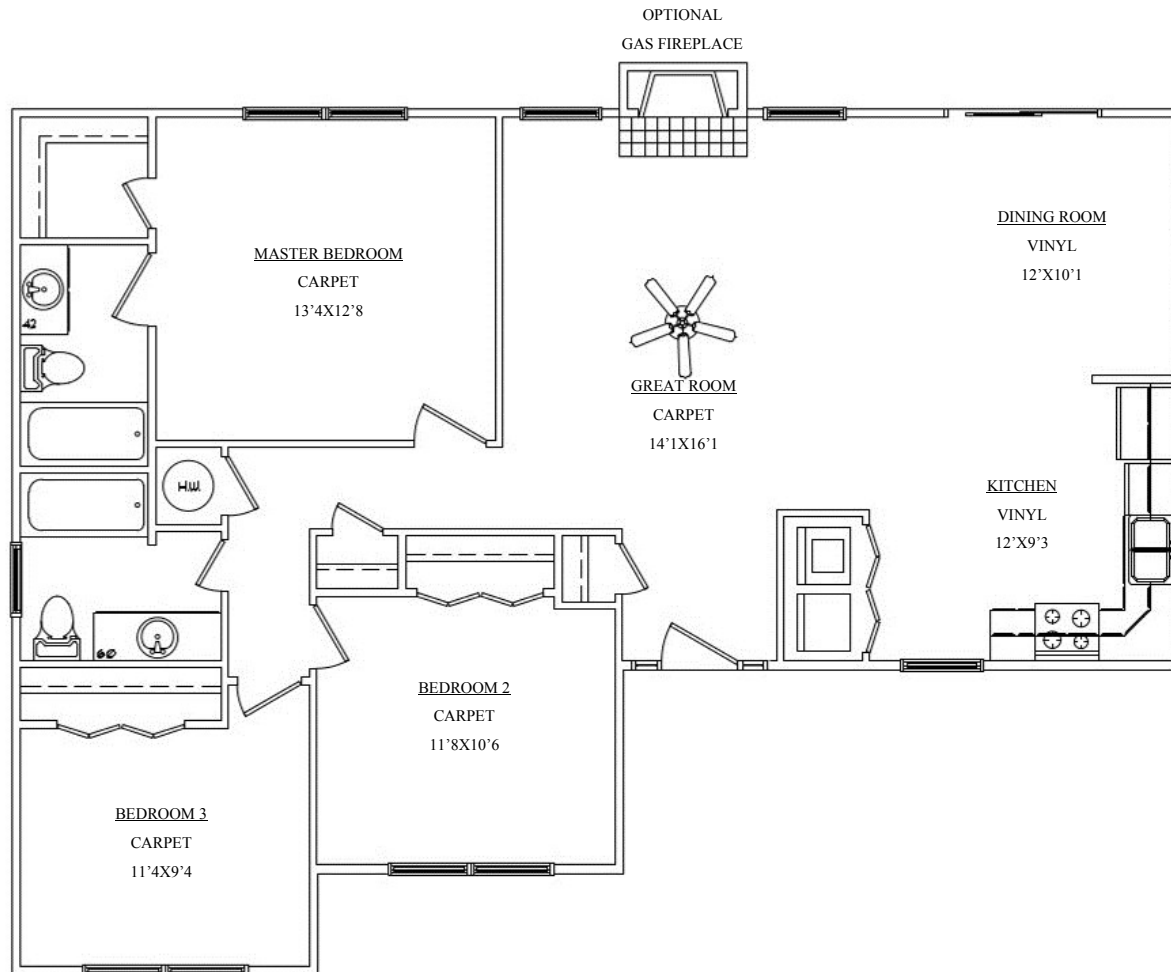 OPTIONAL
GAS FIREPLACE
MASTER BEDROOM
CARPET
13’4X12’8
DINING ROOM
VINYL
12’X10’1
42
GREAT ROOM
CARPET
14’1X16’1
H.W.
KITCHEN
VINYL
12’X9’3
60
BEDROOM 2
CARPET
11’8X10’6
BEDROOM 3
CARPET
11’4X9’4